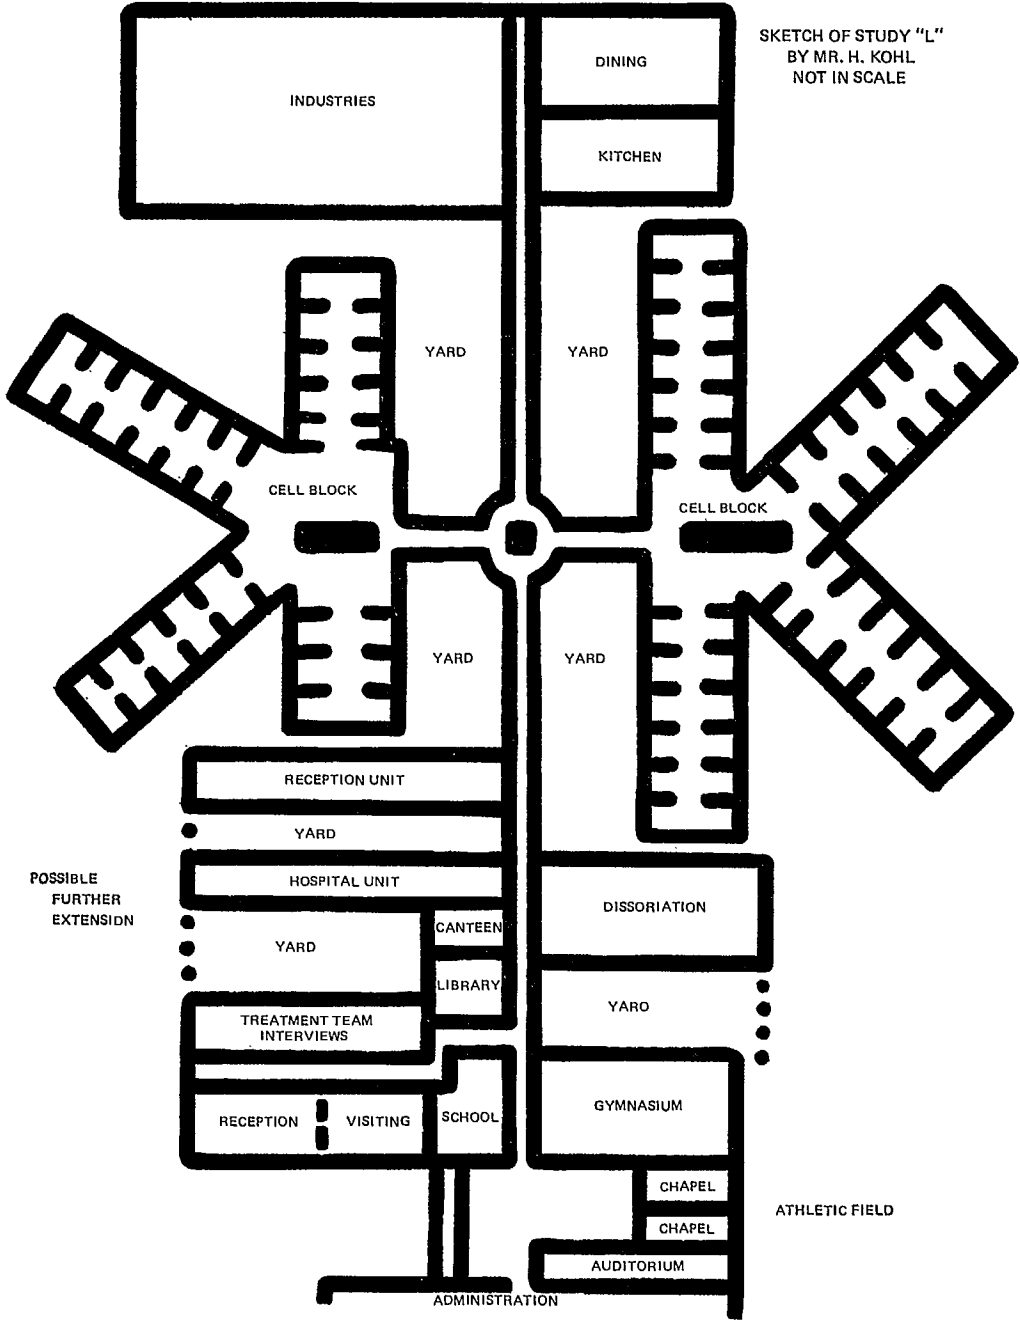 SKETCH OF STUDY "L"
BY MR. H. KOHL
NOT IN SCALE
DINING
INDUSTRIES
KITCHEN
YARD
YARD
CELL BLOCK
CELL BLOCK
YARD
YARD
RECEPTION UNIT
YARD
POSSIBLE
FURTHER
EXTENSION
HOSPITAL UNIT
DISSORIATION
CANTEEN
YARD
LIBRARY
YARO
TREATMENT TEAM
INTERVIEWS
GYMNASIUM
RECEPTION
VISITING
SCHOOL
CHAPEL
ATHLETIC FIELD
CHAPEL
AUDITORIUM
ADMINISTRATION